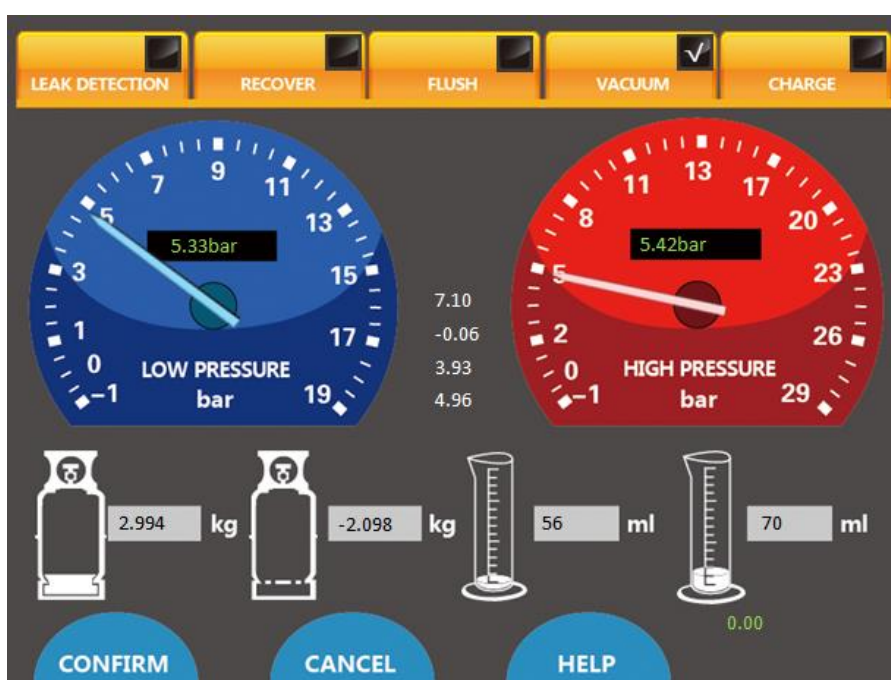 √
LEAK DETECTION RECOVER FLUSH VACUUM CHARGE
-1 0 1 3 5 7 9 11 13 15 17 19
5.33bar
LOW PRESSURE
bar
7.10
-0.06
3.93
4.96
-1 0 2 5 8 11 13 17 20 23 26 29
5.42bar
HIGH PRESSURE
bar
2.994 kg -2.098 kg 56 ml 70 ml
0.00
CONFIRM CANCEL HELP